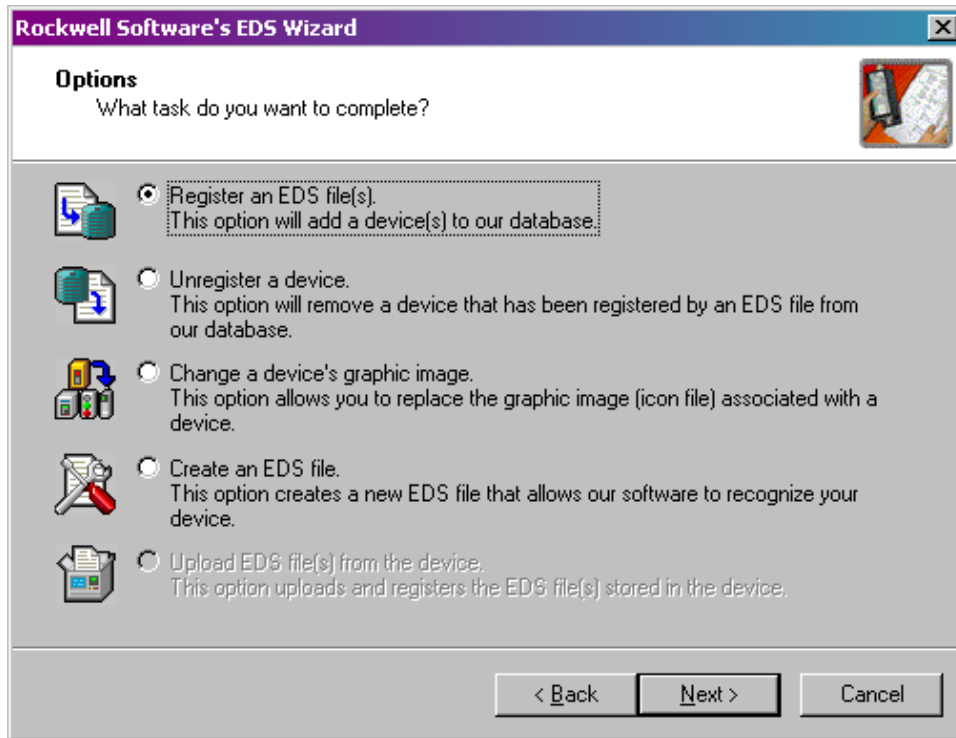 Rockwell Software's EDS Wizard
Options
What task do you want to complete?
Register an EDS file(s).
This option will add a device(s) to our database.
Unregister a device.
This option will remove a device that has been registered by an EDS file from
our database.
Change a device's graphic image.
This option allows you to replace the graphic image (icon file) associated with a
device.
Create an EDS file.
This option creates a new EDS file that allows our software to recognize your
device.
Upload EDS file(s) from the device.
This option uploads and registers the EDS file(s) stored in the device.
< Back
Next >
Cancel